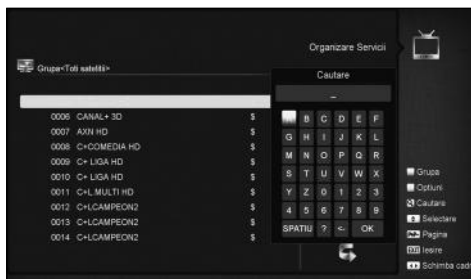 Organizare Servicii
Grupa<Toti satelitii>
Cautare
0006 CANAL+ 3D $
0007 AXN HD $
0008 C+COMEDIA HD $
0009 C+ LIGA HD $
0010 C+ LIGA HD $
0011 C+L.MULTI HD $
0012 C+LCAMPEON2 $
0013 C+LCAMPEON2 $
0014 C+LCAMPEON2 $
B C D E F
G H I J K L
M N O P Q R
S T U V W X
Y Z 0 1 2 3
4 5 6 7 8 9
SPATIU ? <- OK
Grupa
Optiuni
Cautare
Selectare
Pagina
EXIT Iesire
Schimba cadr